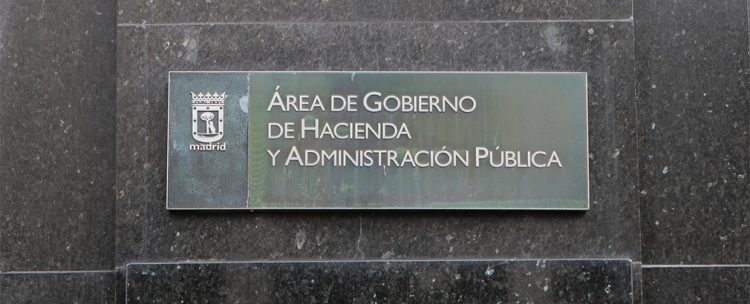 madrid
ÁREA DE GOBIERNO
DE HACIENDA
Y ADMINISTRACIÓN PÚBLICA